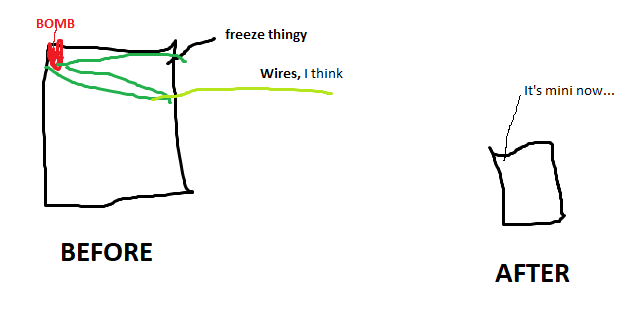 BOMB
freeze thingy
Wires, I think
It's mini now...
BEFORE
AFTER